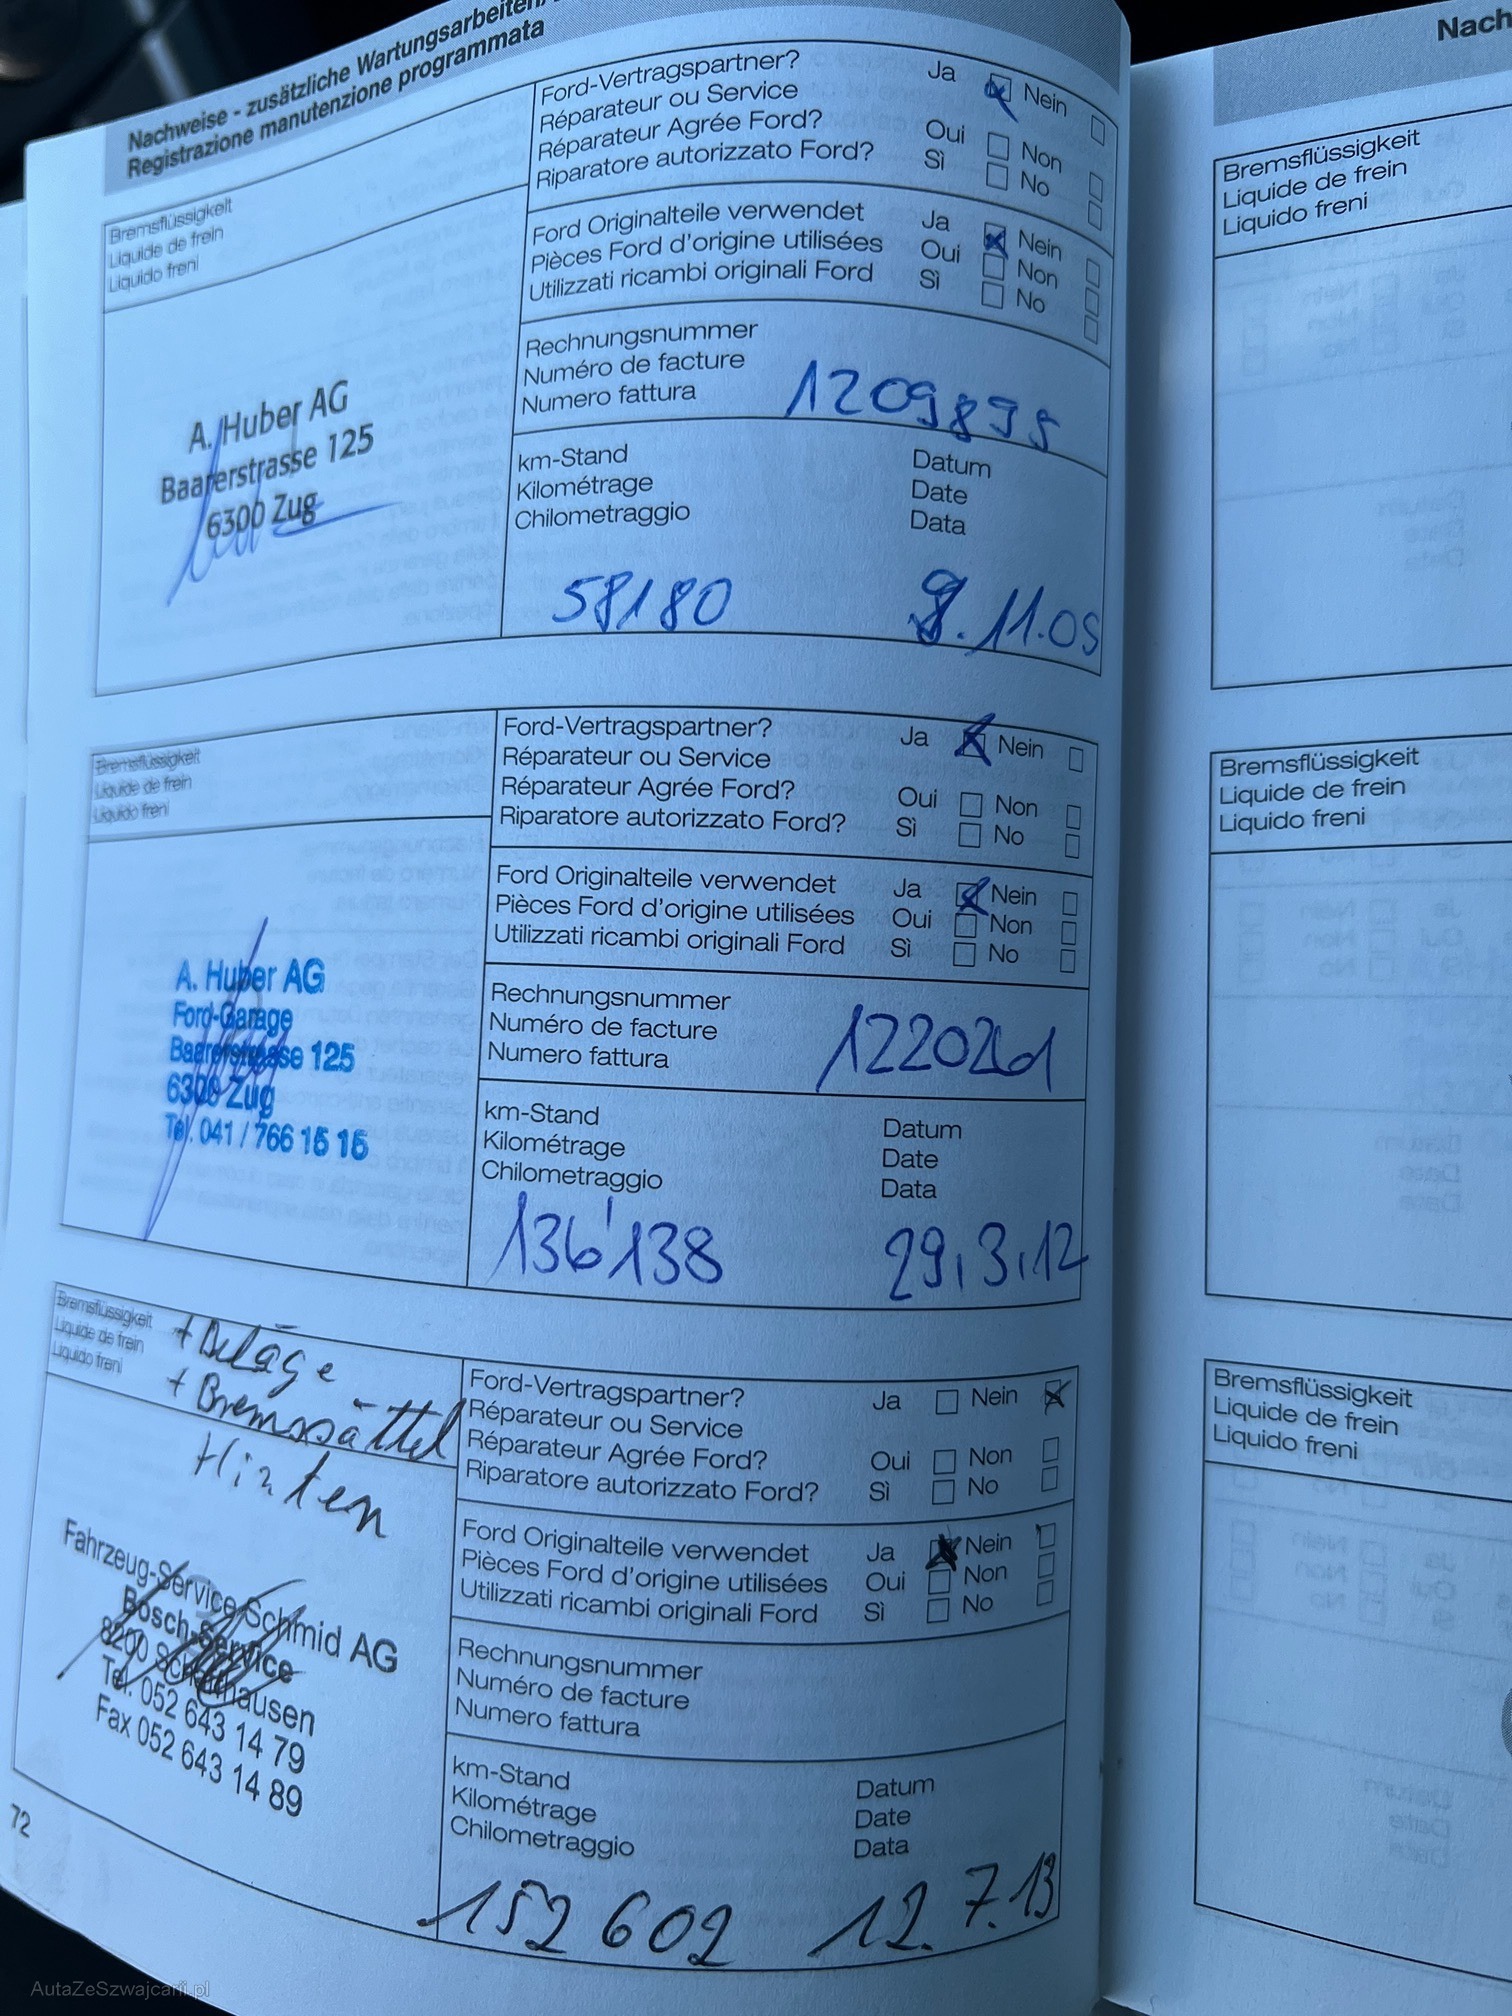 Nachweise - zusätzliche Wartungsarbeiten
Registrazione manutenzione programmata
Bremsflüssigkeit
Liquide de frein
Liquido freni
A. Huber AG
Baarerstrasse 125
6300 Zug
Ford-Vertragspartner? Ja Nein
Réparateur ou Service
Réparateur Agrée Ford? Oui Non
Riparatore autorizzato Ford? Sì No
Ford Originalteile verwendet Ja Nein
Pièces Ford d'origine utilisées Oui Non
Utilizzati ricambi originali Ford Sì No
Rechnungsnummer
Numéro de facture
Numero fattura
km-Stand Datum
Kilométrage Date
Chilometraggio Data
58180 .11.09
Bremsflüssigkeit
Liquide de frein
Liquido freni
A. Huber AG
Ford-Garage
Baarerstrasse 125
6300 Zug
Tel. 041 / 766 15 15
Ford-Vertragspartner? Ja Nein
Réparateur ou Service
Réparateur Agrée Ford? Oui Non
Riparatore autorizzato Ford? Sì No
Ford Originalteile verwendet Ja Nein
Pièces Ford d'origine utilisées Oui Non
Utilizzati ricambi originali Ford Sì No
Rechnungsnummer
Numéro de facture
Numero fattura
km-Stand Datum
Kilométrage Date
Chilometraggio Data
136'138 29.3.12
Bremsflüssigkeit
Liquide de frein
Liquido freni
+ Beläge
+ Bremssättel
Hinten
Fahrzeug-Service Schmid AG
Bosch-Service
8200 Schaffhausen
Tel. 052 643 14 79
Fax 052 643 14 89
Ford-Vertragspartner? Ja Nein
Réparateur ou Service
Réparateur Agrée Ford? Oui Non
Riparatore autorizzato Ford? Sì No
Ford Originalteile verwendet Ja Nein
Pièces Ford d'origine utilisées Oui Non
Utilizzati ricambi originali Ford Sì No
Rechnungsnummer
Numéro de facture
Numero fattura
km-Stand Datum
Kilométrage Date
Chilometraggio Data
152 602 12.7.13
72
Nach
Bremsflüssigkeit
Liquide de frein
Liquido freni
Bremsflüssigkeit
Liquide de frein
Liquido freni
Bremsflüssigkeit
Liquide de frein
Liquido freni
AutaZeSzwajcarii.pl